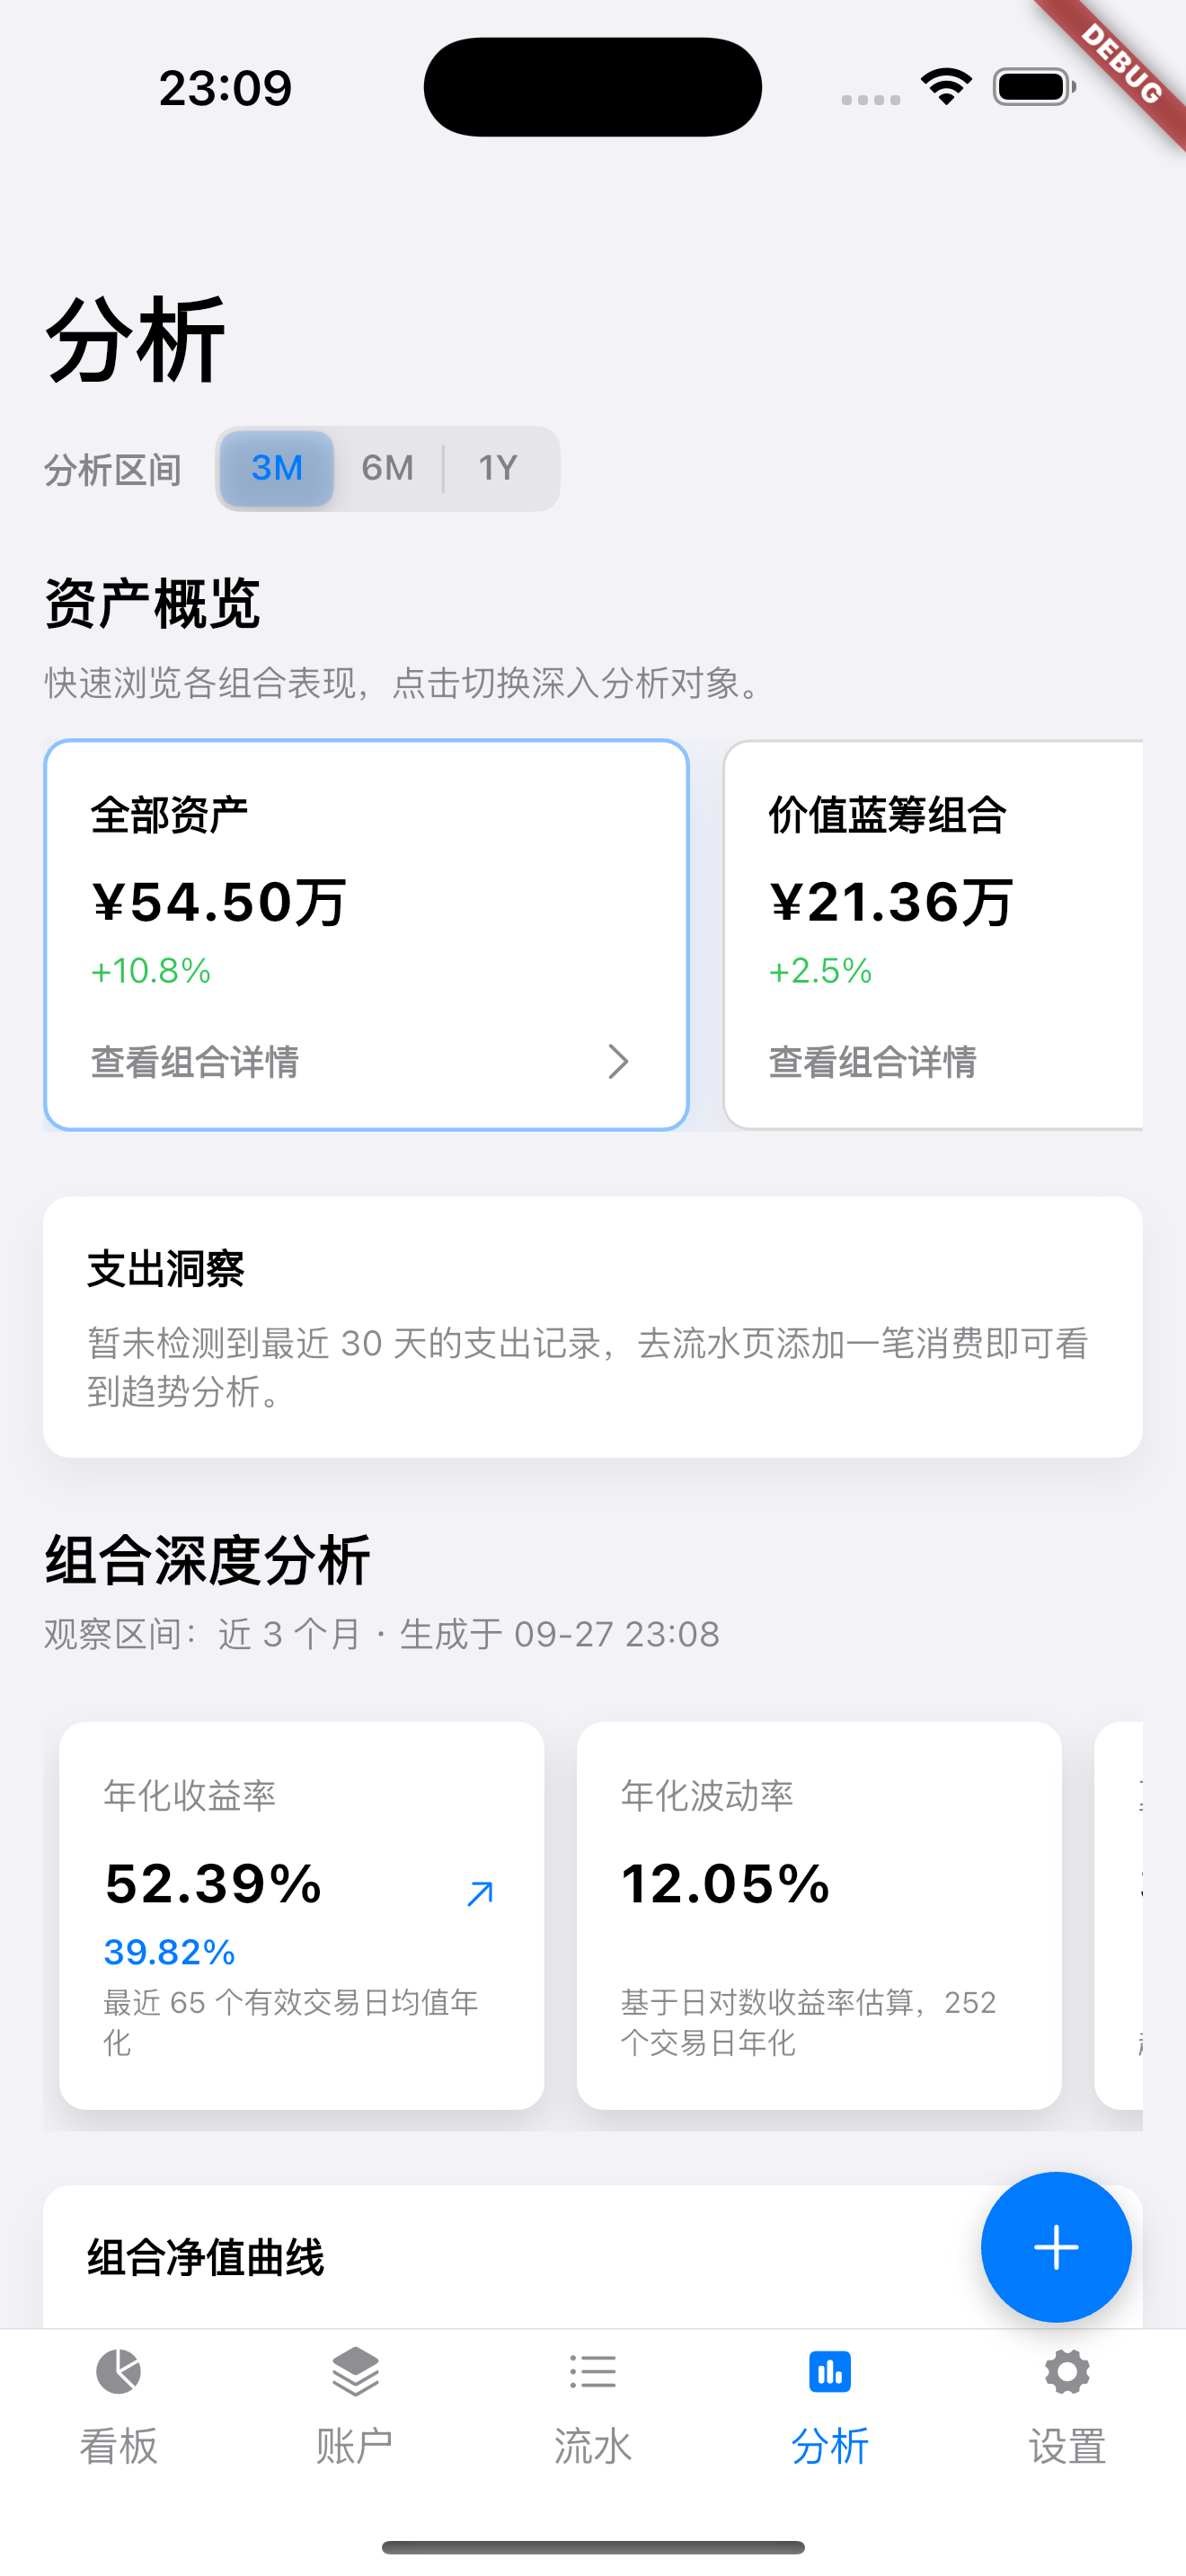 23:09
DEBUG
分析
分析区间 3M 6M 1Y
资产概览
快速浏览各组合表现，点击切换深入分析对象。
全部资产
¥54.50万
+10.8%
查看组合详情
价值蓝筹组合
¥21.36万
+2.5%
查看组合详情
支出洞察
暂未检测到最近 30 天的支出记录，去流水页添加一笔消费即可看
到趋势分析。
组合深度分析
观察区间：近 3 个月 · 生成于 09-27 23:08
年化收益率
52.39%
39.82%
最近 65 个有效交易日均值年
化
年化波动率
12.05%
基于日对数收益率估算，252
个交易日年化
组合净值曲线
看板 账户 流水 分析 设置